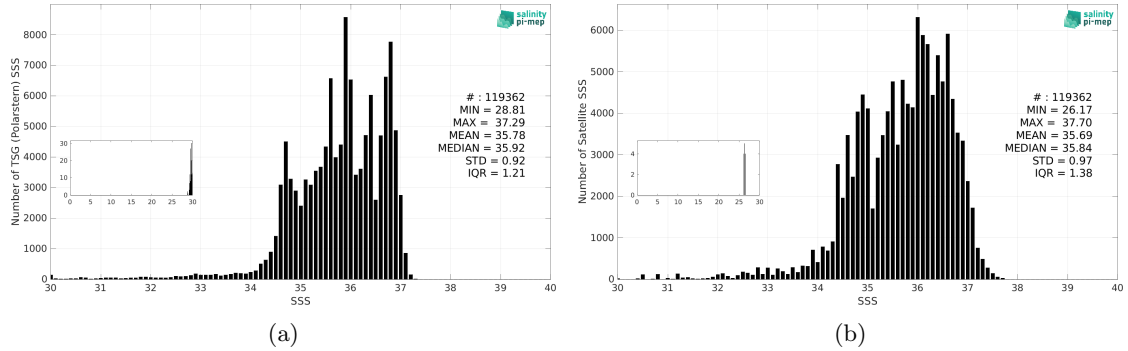 9000
8000
7000
6000
5000
4000
3000
2000
1000
0
Number of TSG (Polarstern) SSS
salinity
pi-mep
# : 119362
MIN = 28.81
MAX = 37.29
MEAN = 35.78
MEDIAN = 35.92
STD = 0.92
IQR = 1.21
30
20
10
0
0 5 10 15 20 25 30
30 31 32 33 34 35 36 37 38 39 40
SSS
(a)
6000
5000
4000
3000
2000
1000
0
Number of Satellite SSS
salinity
pi-mep
# : 119362
MIN = 26.17
MAX = 37.70
MEAN = 35.69
MEDIAN = 35.84
STD = 0.97
IQR = 1.38
4
2
0
0 5 10 15 20 25 30
30 31 32 33 34 35 36 37 38 39 40
SSS
(b)